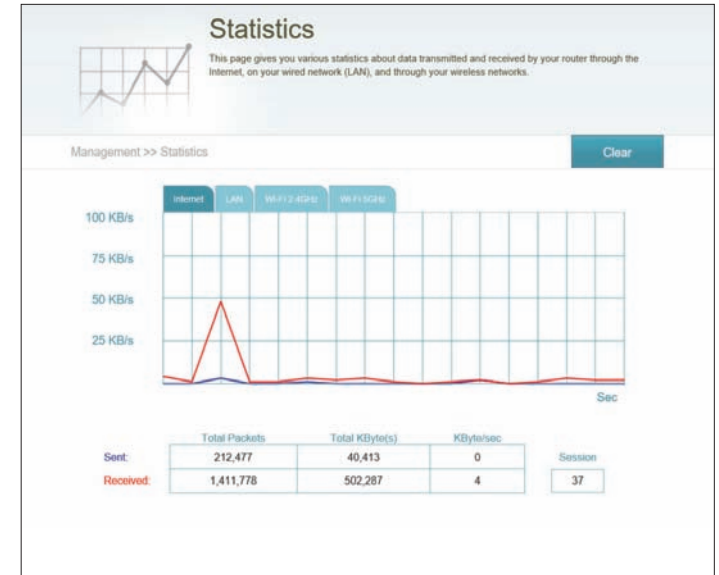 Statistics
This page gives you various statistics about data transmitted and received by your router through the
Internet, on your wired network (LAN), and through your wireless networks.
Management >> Statistics
Clear
Internet LAN Wi-Fi 2.4GHz Wi-Fi 5GHz
100 KB/s
75 KB/s
50 KB/s
25 KB/s
Sec
Total Packets Total KByte(s) KByte/sec
Sent: 212,477 40,413 0 Session
Received: 1,411,778 502,287 4 37